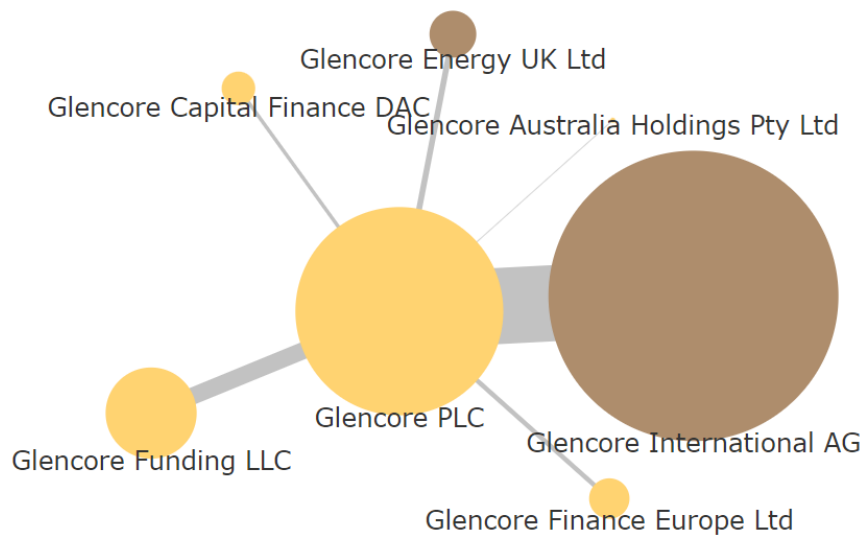 Glencore Energy UK Ltd
Glencore Capital Finance DAC
Glencore Australia Holdings Pty Ltd
Glencore PLC
Glencore International AG
Glencore Funding LLC
Glencore Finance Europe Ltd